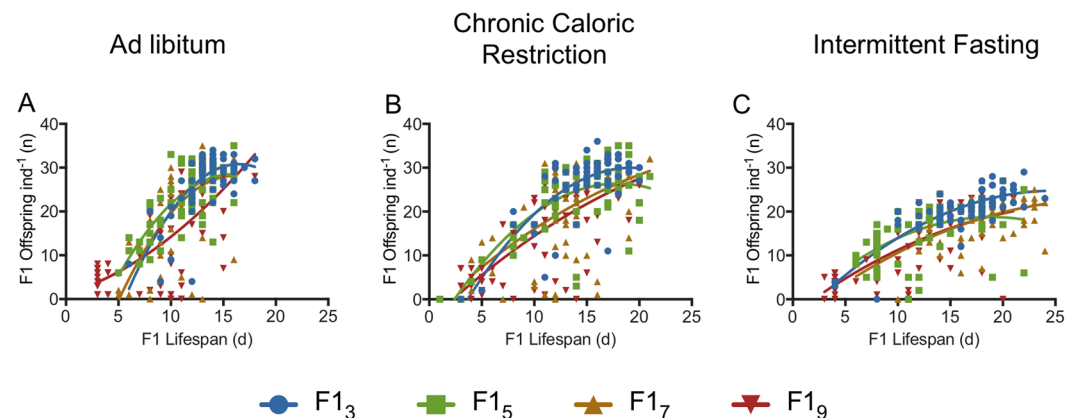 Ad libitum
Chronic Caloric
Restriction
Intermittent Fasting
A
B
C
F1 Offspring ind⁻¹ (n)
40
30
20
10
0
0 5 10 15 20 25
F1 Lifespan (d)
F1 Offspring ind⁻¹ (n)
40
30
20
10
0
0 5 10 15 20 25
F1 Lifespan (d)
F1 Offspring ind⁻¹ (n)
40
30
20
10
0
0 5 10 15 20 25
F1 Lifespan (d)
F1₃ F1₅ F1₇ F1₉